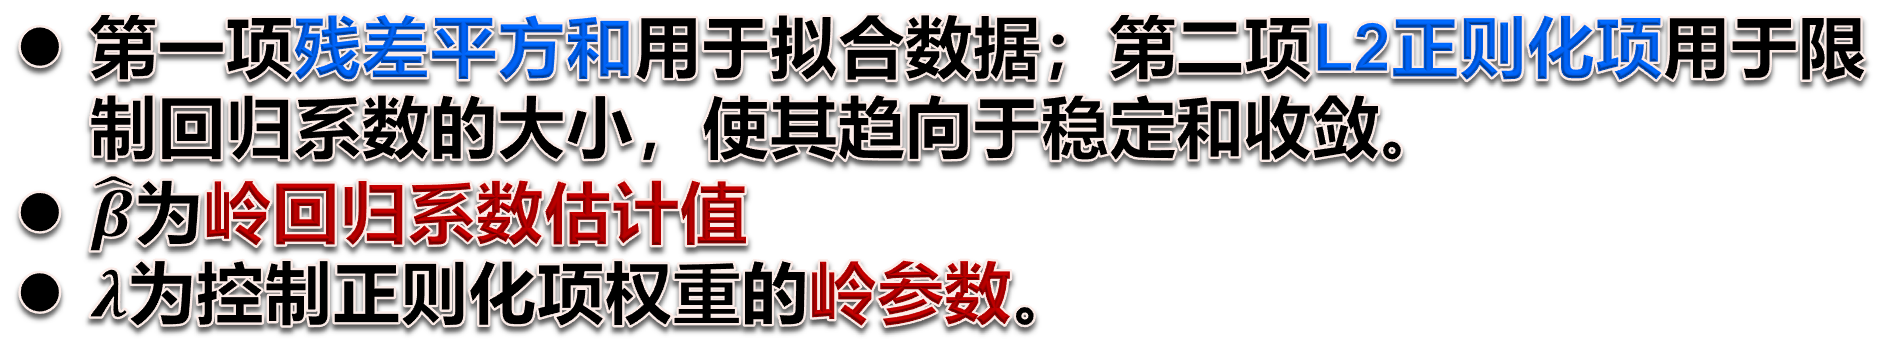 ● 第一项残差平方和用于拟合数据；第二项L2正则化项用于限
制回归系数的大小，使其趋向于稳定和收敛。
● β̂为岭回归系数估计值
● λ为控制正则化项权重的岭参数。